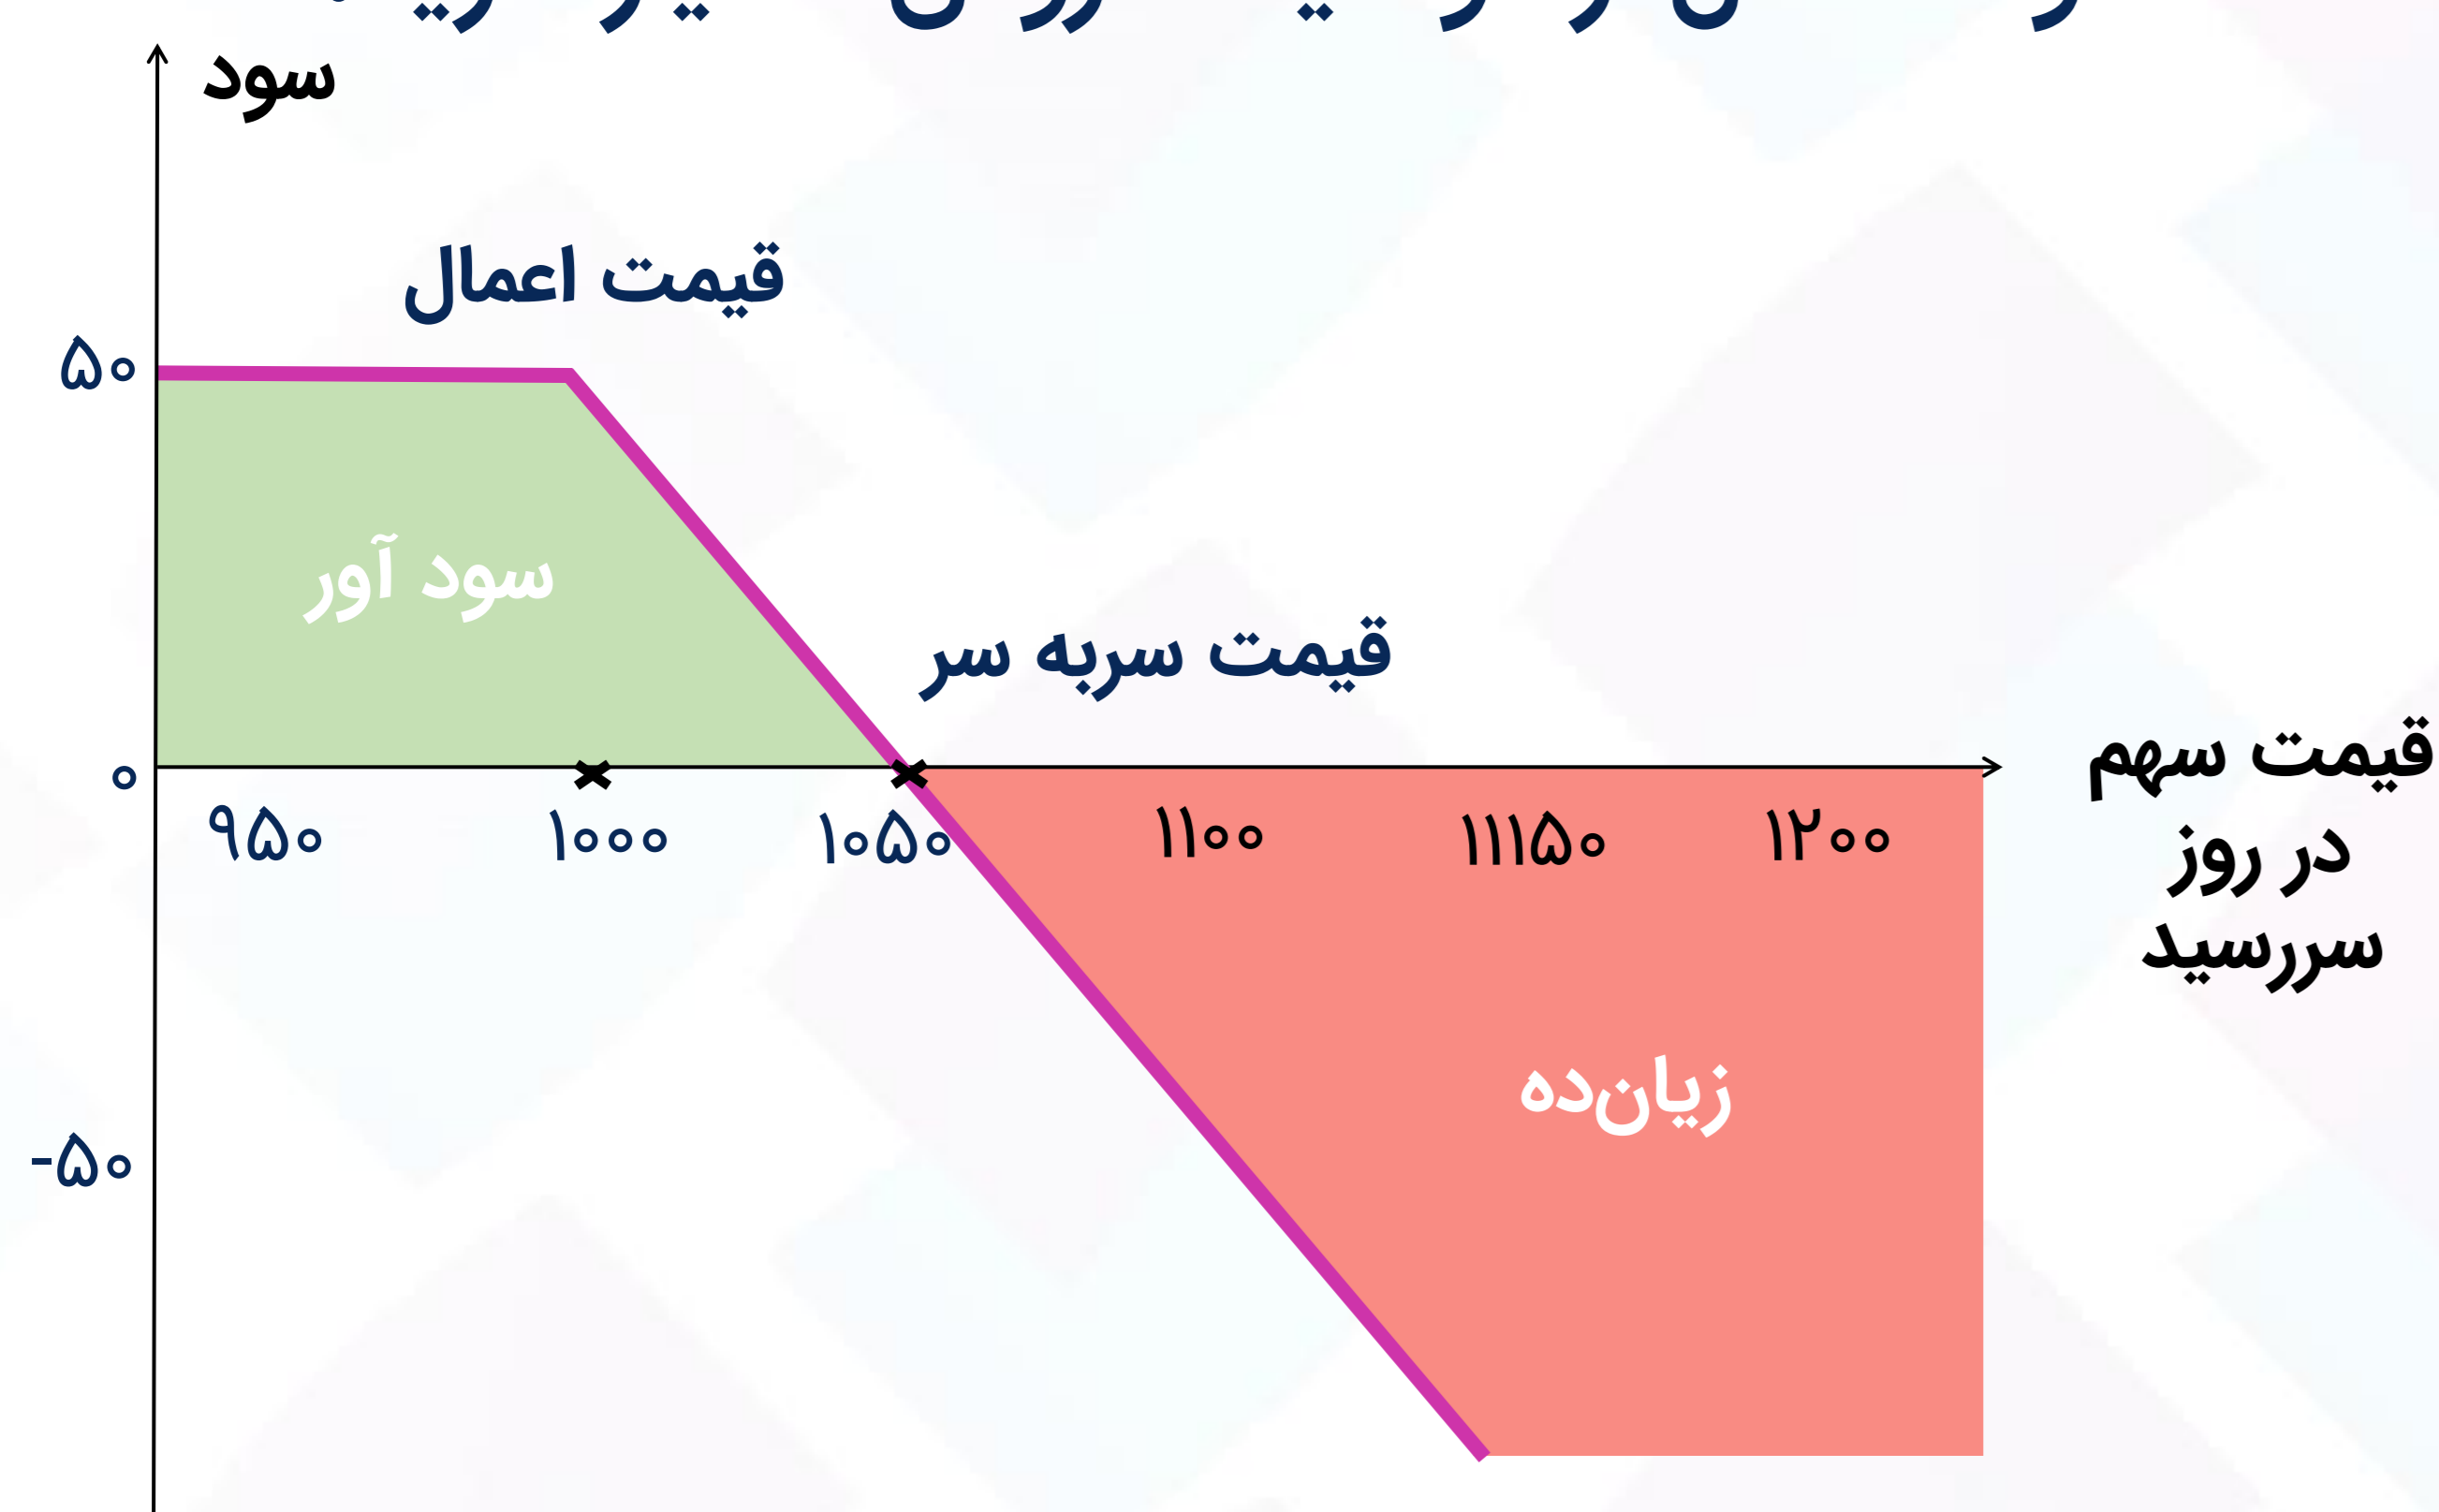 سود
قیمت اعمال
۵۰
سود آور
قیمت سربه سر
۰
قیمت سهم
در روز
سررسید
۹۵۰
۱۰۰۰
۱۰۵۰
۱۱۰۰
۱۱۱۵۰
۱۲۰۰
زیان‌ده
-۵۰